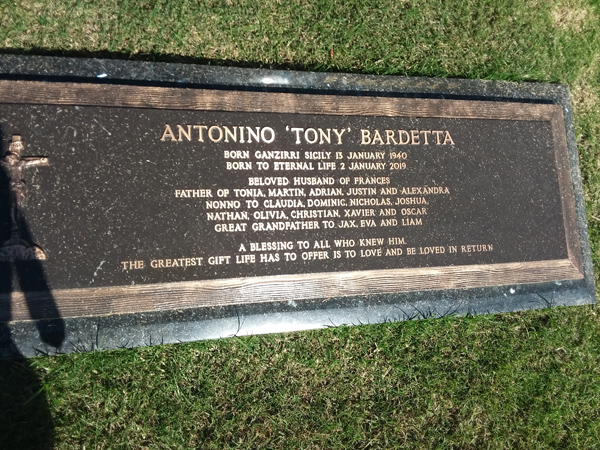 ANTONINO 'TONY' BARDETTA
BORN GANZIRRI SICILY 13 JANUARY 1940
BORN TO ETERNAL LIFE 2 JANUARY 2019
BELOVED HUSBAND OF FRANCES
FATHER OF TONIA, MARTIN, ADRIAN, JUSTIN AND ALEXANDRA
NONNO TO CLAUDIA, DOMINIC, NICHOLAS, JOSHUA,
NATHAN, OLIVIA, CHRISTIAN, XAVIER AND OSCAR
GREAT GRANDFATHER TO JAX, EVA AND LIAM
A BLESSING TO ALL WHO KNEW HIM.
THE GREATEST GIFT LIFE HAS TO OFFER IS TO LOVE AND BE LOVED IN RETURN